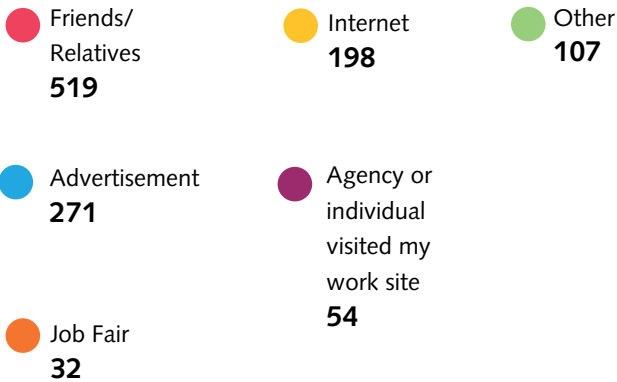 Friends/
Relatives
519
Internet
198
Other
107
Advertisement
271
Agency or
individual
visited my
work site
54
Job Fair
32